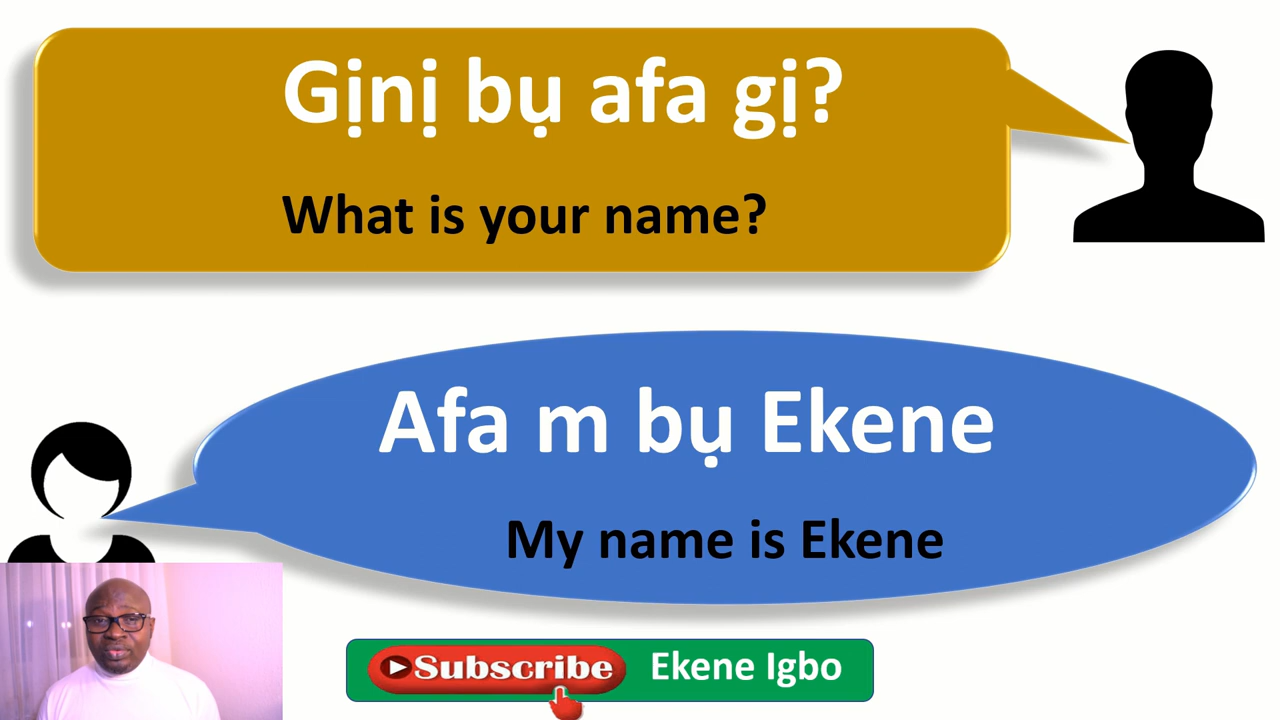 Gịnị bụ afa gị?
What is your name?
Afa m bụ Ekene
My name is Ekene
Subscribe Ekene Igbo